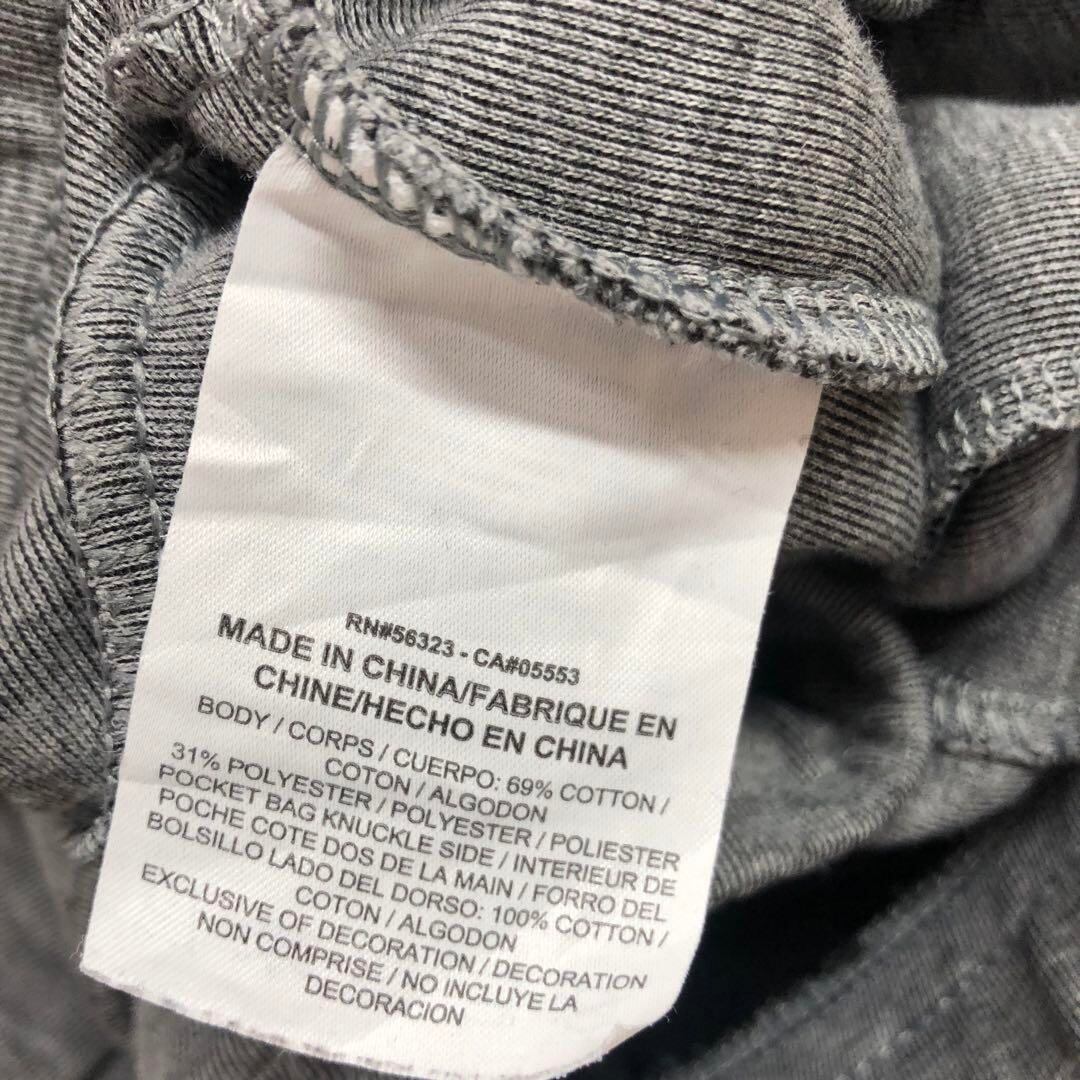 RN#56323 - CA#05553
MADE IN CHINA/FABRIQUE EN
CHINE/HECHO EN CHINA
BODY / CORPS / CUERPO: 69% COTTON /
COTON / ALGODON
31% POLYESTER / POLYESTER / POLIESTER
POCKET BAG KNUCKLE SIDE / INTERIEUR DE
POCHE COTE DOS DE LA MAIN / FORRO DEL
BOLSILLO LADO DEL DORSO: 100% COTTON /
COTON / ALGODON
EXCLUSIVE OF DECORATION / DECORATION
NON COMPRISE / NO INCLUYE LA
DECORACION